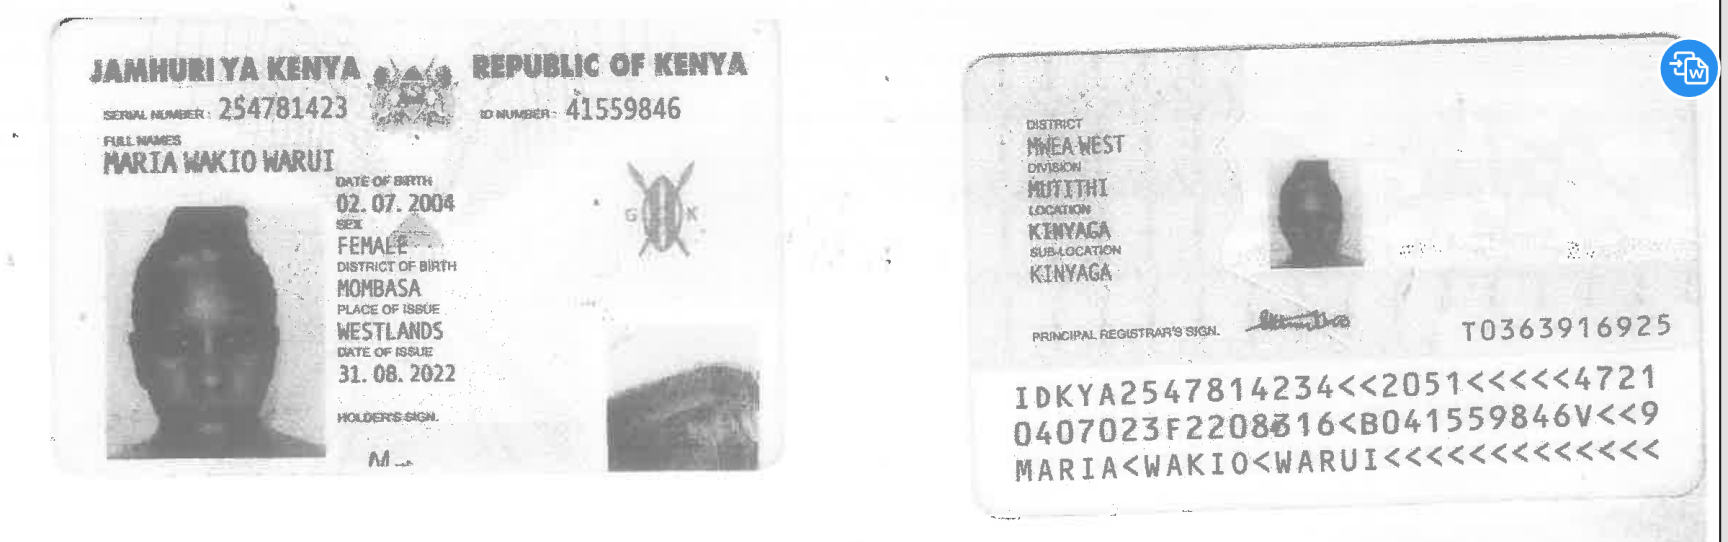 JAMHURI YA KENYA
REPUBLIC OF KENYA
SERIAL NUMBER: 254781423
ID NUMBER: 41559846
FULL NAMES
MARIA WAKIO WARUI
DATE OF BIRTH
02. 07. 2004
SEX
FEMALE
DISTRICT OF BIRTH
MOMBASA
PLACE OF ISSUE
WESTLANDS
DATE OF ISSUE
31. 08. 2022
HOLDER'S SIGN.
G K
DISTRICT
MWEA WEST
DIVISION
MUTITHI
LOCATION
KINYAGA
SUB-LOCATION
KINYAGA
PRINCIPAL REGISTRAR'S SIGN.
T0363916925
IDKYA2547814234<<2051<<<<<4721
0407023F2208316<B041559846V<<9
MARIA<WAKIO<WARUI<<<<<<<<<<<<<
W